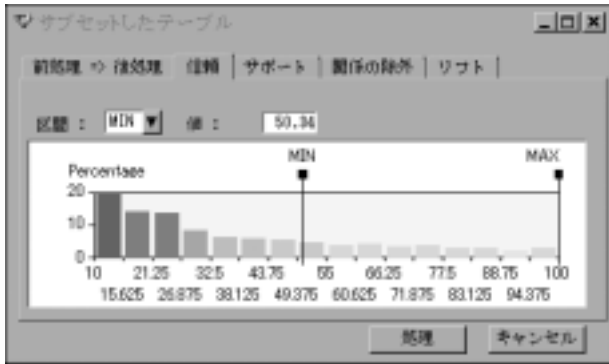 サブセットしたテーブル
前処理 ⇨ 後処理 信頼 サポート 関係の除外 リフト
区間 : MIN 値 : 50.34
MIN MAX
Percentage
20
10
0
10 21.25 32.5 43.75 55 66.25 77.5 88.75 100
15.625 26.875 38.125 49.375 60.625 71.875 83.125 94.375
処理 キャンセル